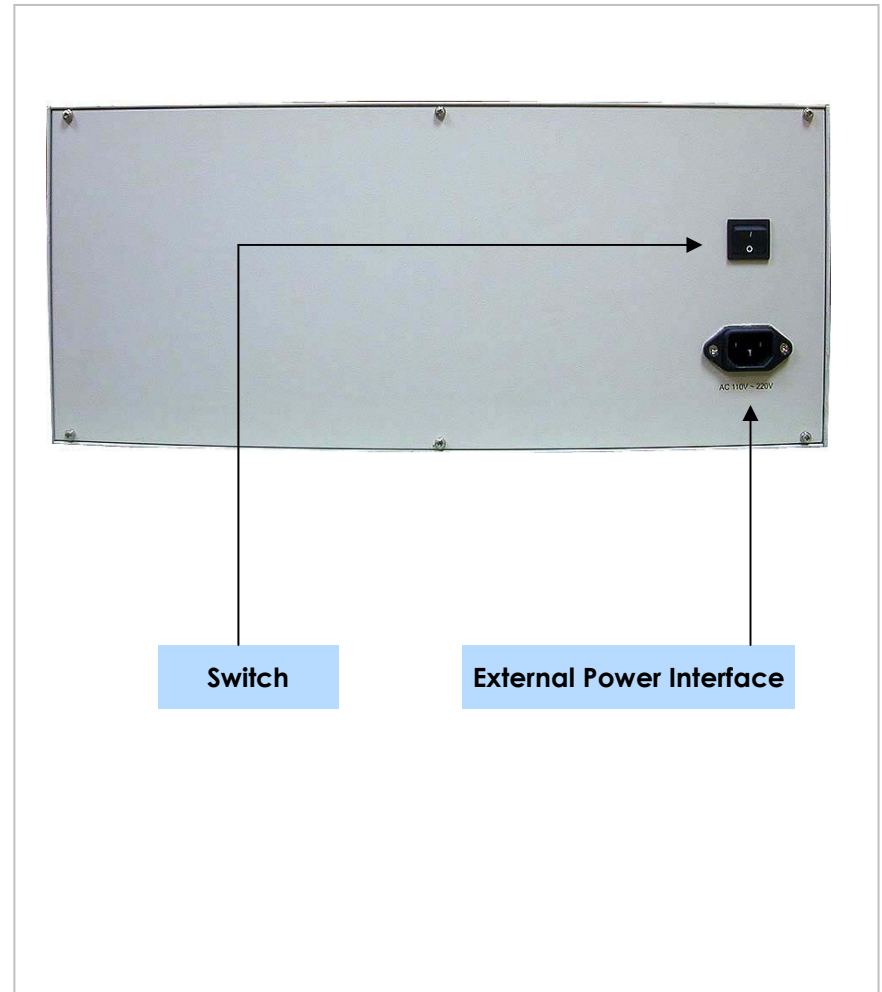 I
O
AC 110V ~ 220V
Switch
External Power Interface